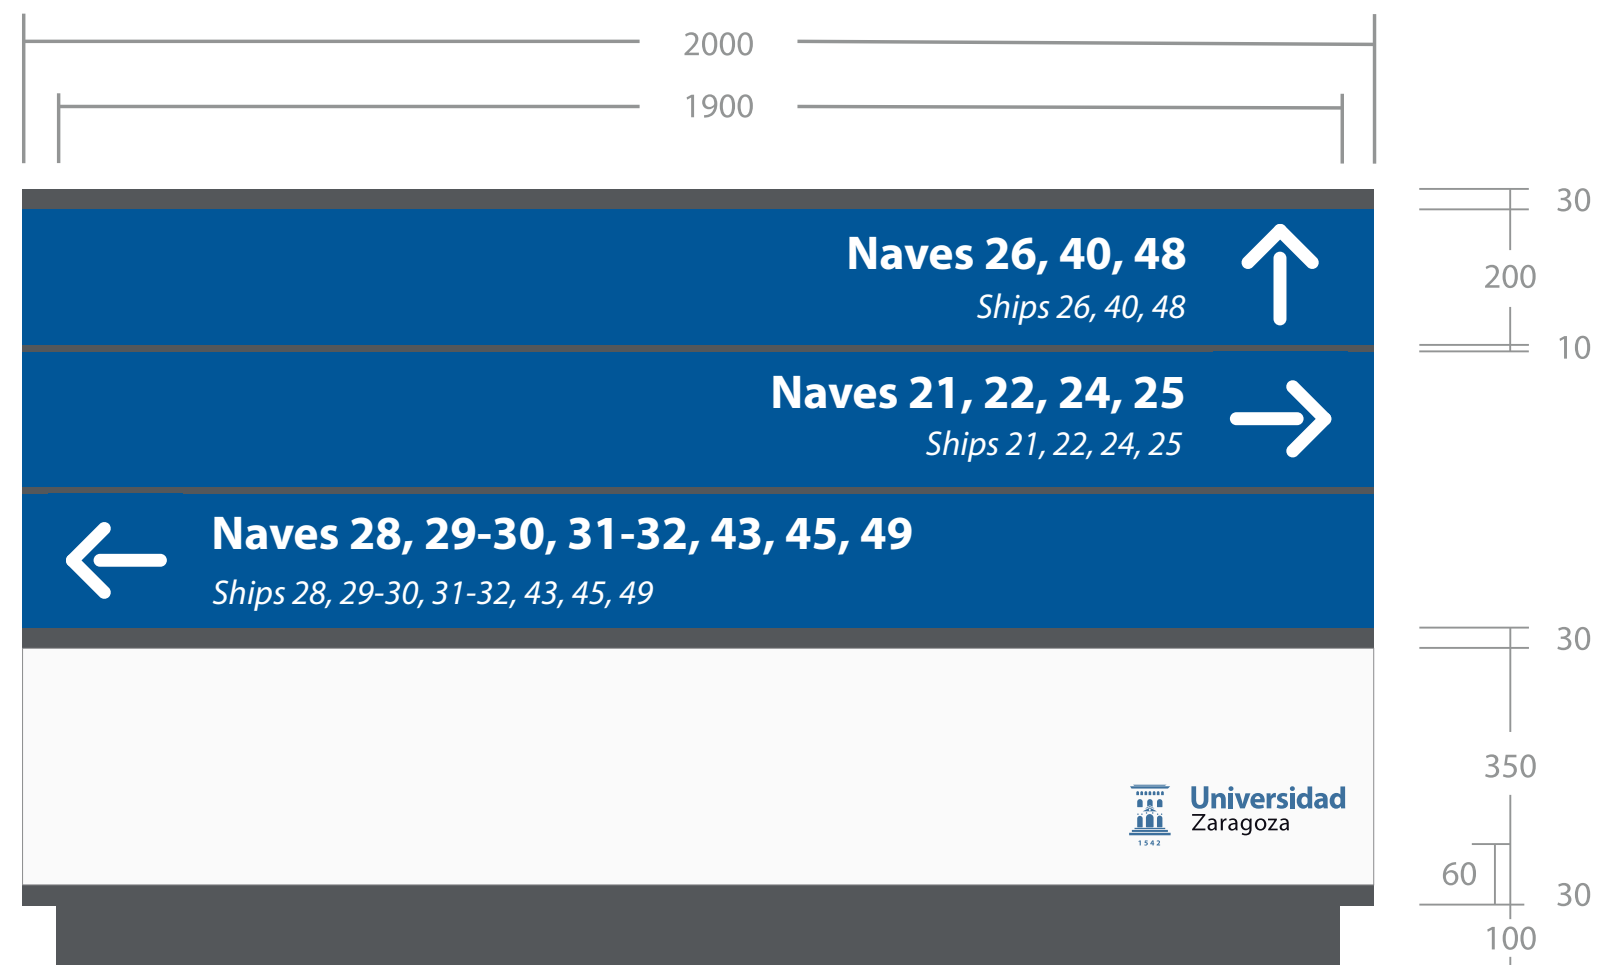 2000
1900
30
Naves 26, 40, 48
Ships 26, 40, 48
200
10
Naves 21, 22, 24, 25
Ships 21, 22, 24, 25
Naves 28, 29-30, 31-32, 43, 45, 49
Ships 28, 29-30, 31-32, 43, 45, 49
30
350
Universidad
Zaragoza
1542
60
30
100